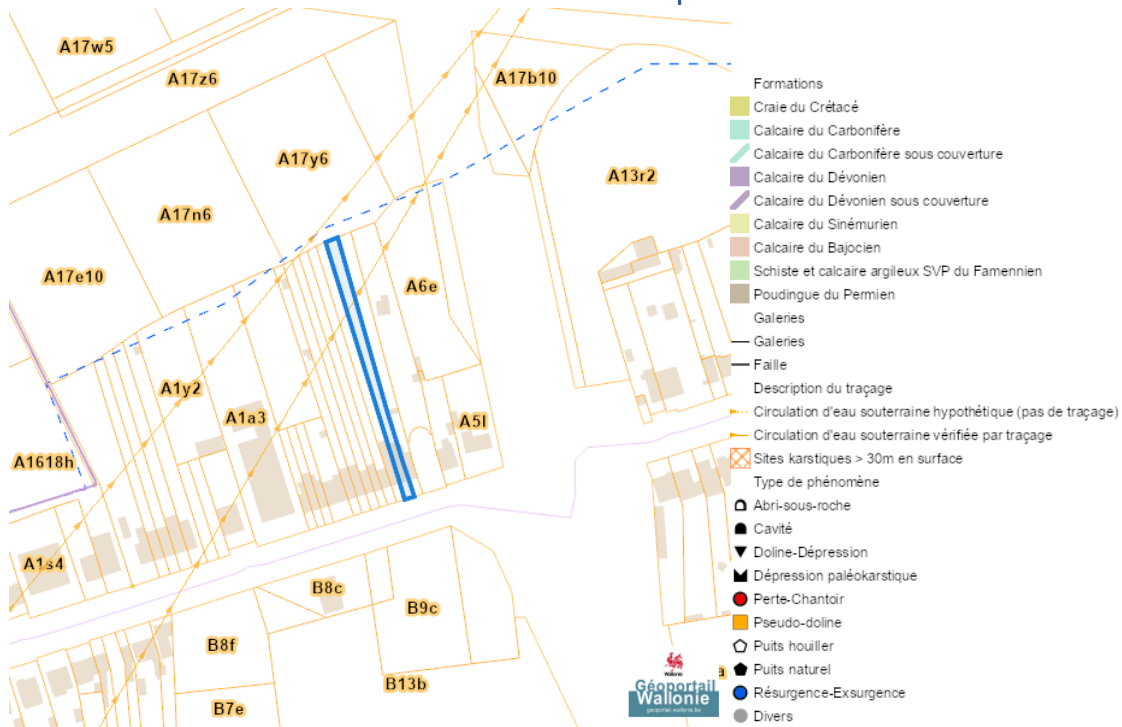 A17w5
A17z6
A17b10
A17y6
A13r2
A17n6
A17e10
A6e
A1y2
A1a3
A5l
A1618h
A1s4
B8c
B9c
B8f
B13b
B7e
a
Wallonie
Géoportail
Wallonie
geoportail.wallonie.be
Formations
Craie du Crétacé
Calcaire du Carbonifère
Calcaire du Carbonifère sous couverture
Calcaire du Dévonien
Calcaire du Dévonien sous couverture
Calcaire du Sinémurien
Calcaire du Bajocien
Schiste et calcaire argileux SVP du Famennien
Poudingue du Permien
Galeries
Galeries
Faille
Description du traçage
Circulation d'eau souterraine hypothétique (pas de traçage)
Circulation d'eau souterraine vérifiée par traçage
Sites karstiques > 30m en surface
Type de phénomène
Abri-sous-roche
Cavité
Doline-Dépression
Dépression paléokarstique
Perte-Chantoir
Pseudo-doline
Puits houiller
Puits naturel
Résurgence-Exsurgence
Divers